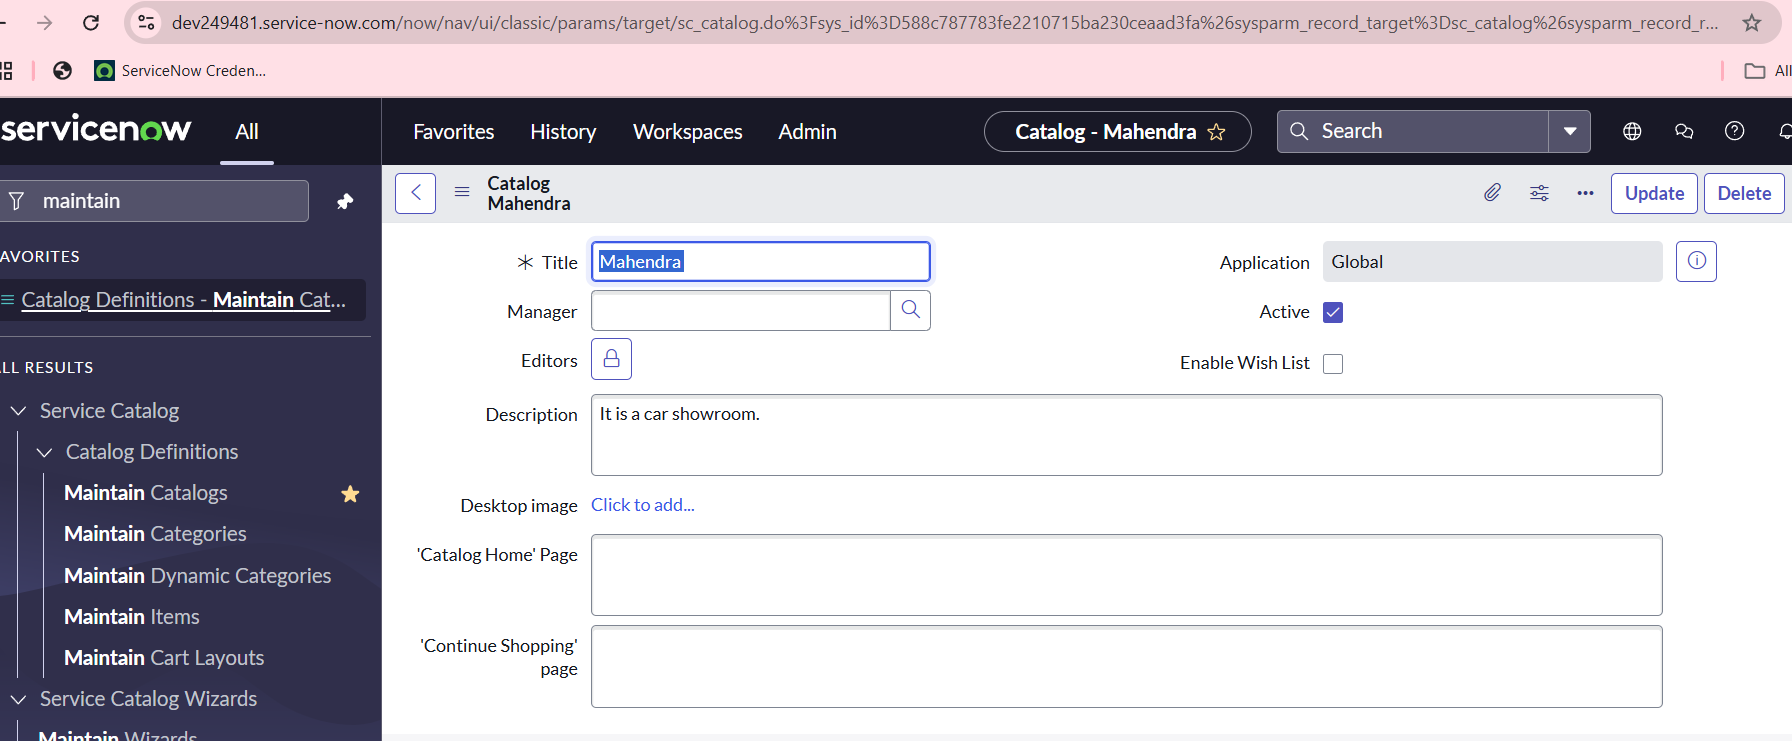 dev249481.service-now.com/now/nav/ui/classic/params/target/sc_catalog.do%3Fsys_id%3D588c787783fe2210715ba230ceaad3fa%26sysparm_record_target%3Dsc_catalog%26sysparm_record_r...
ServiceNow Creden...
All
servicenow
All
Favorites
History
Workspaces
Admin
Catalog - Mahendra
Search
maintain
AVORITES
Catalog Definitions - Maintain Cat...
LL RESULTS
Service Catalog
Catalog Definitions
Maintain Catalogs
Maintain Categories
Maintain Dynamic Categories
Maintain Items
Maintain Cart Layouts
Service Catalog Wizards
Maintain Wizards
Catalog
Mahendra
Update
Delete
Title
Mahendra
Application
Global
Manager
Active
Editors
Enable Wish List
Description
It is a car showroom.
Desktop image
Click to add...
'Catalog Home' Page
'Continue Shopping'
page